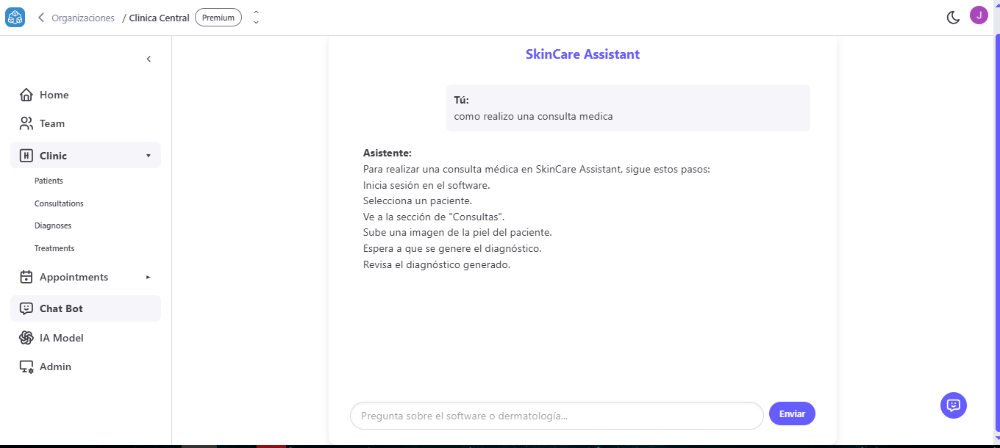 Organizaciones / Clinica Central Premium
J
SkinCare Assistant
Home
Team
Clinic
Patients
Consultations
Diagnoses
Treatments
Appointments
Chat Bot
IA Model
Admin
Tú:
como realizo una consulta medica
Asistente:
Para realizar una consulta médica en SkinCare Assistant, sigue estos pasos:
Inicia sesión en el software.
Selecciona un paciente.
Ve a la sección de "Consultas".
Sube una imagen de la piel del paciente.
Espera a que se genere el diagnóstico.
Revisa el diagnóstico generado.
Pregunta sobre el software o dermatología...
Enviar